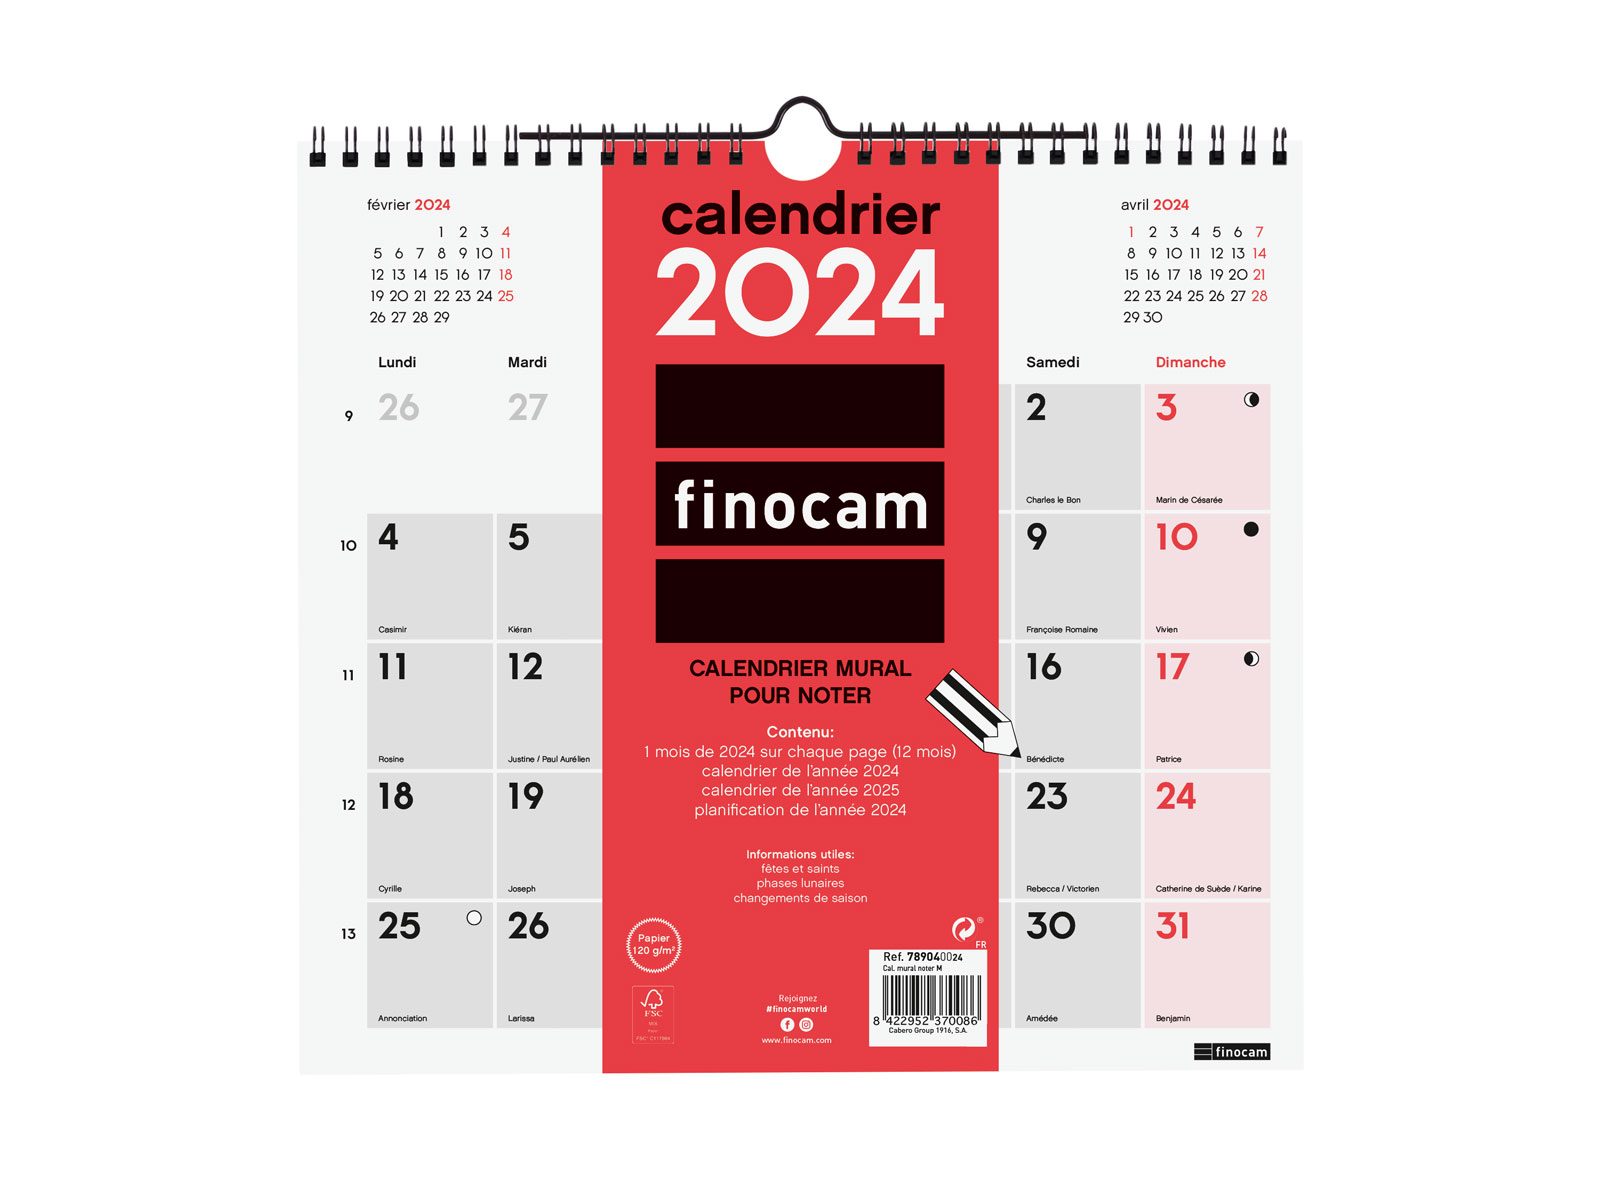 février 2024
1 2 3 4
5 6 7 8 9 10 11
12 13 14 15 16 17 18
19 20 21 22 23 24 25
26 27 28 29
calendrier
2024
avril 2024
1 2 3 4 5 6 7
8 9 10 11 12 13 14
15 16 17 18 19 20 21
22 23 24 25 26 27 28
29 30
Lundi Mardi Samedi Dimanche
9 26 27 2 3
Charles le Bon Marin de Césarée
10 4 5 9 10
Casimir Kiéran Françoise Romaine Vivien
11 11 12 16 17
Rosine Justine / Paul Aurélien Bénédicte Patrice
12 18 19 23 24
Cyrille Joseph Rebecca / Victorien Catherine de Suède / Karine
13 25 26 30 31
Annonciation Larissa Amédée Benjamin
finocam
CALENDRIER MURAL
POUR NOTER
Contenu:
1 mois de 2024 sur chaque page (12 mois)
calendrier de l'année 2024
calendrier de l'année 2025
planification de l'année 2024
Informations utiles:
fêtes et saints
phases lunaires
changements de saison
Papier
120 g/m²
FSC
Rejoignez
#finocamworld
www.finocam.com
®
FR
Ref. 789040024
Cal. mural noter M
8 422952 370086
Cabero Group 1916, S.A.
finocam